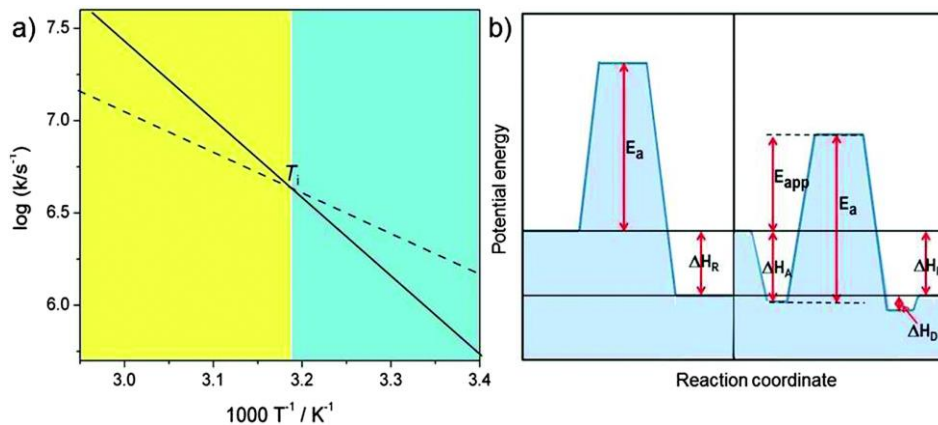 a)
7.5
7.0
6.5
6.0
log (k/s⁻¹)
Tᵢ
3.0 3.1 3.2 3.3 3.4
1000 T⁻¹ / K⁻¹
b)
Potential energy
Eₐ
ΔH_R
E_app
Eₐ
ΔH_A
ΔH_D
Reaction coordinate